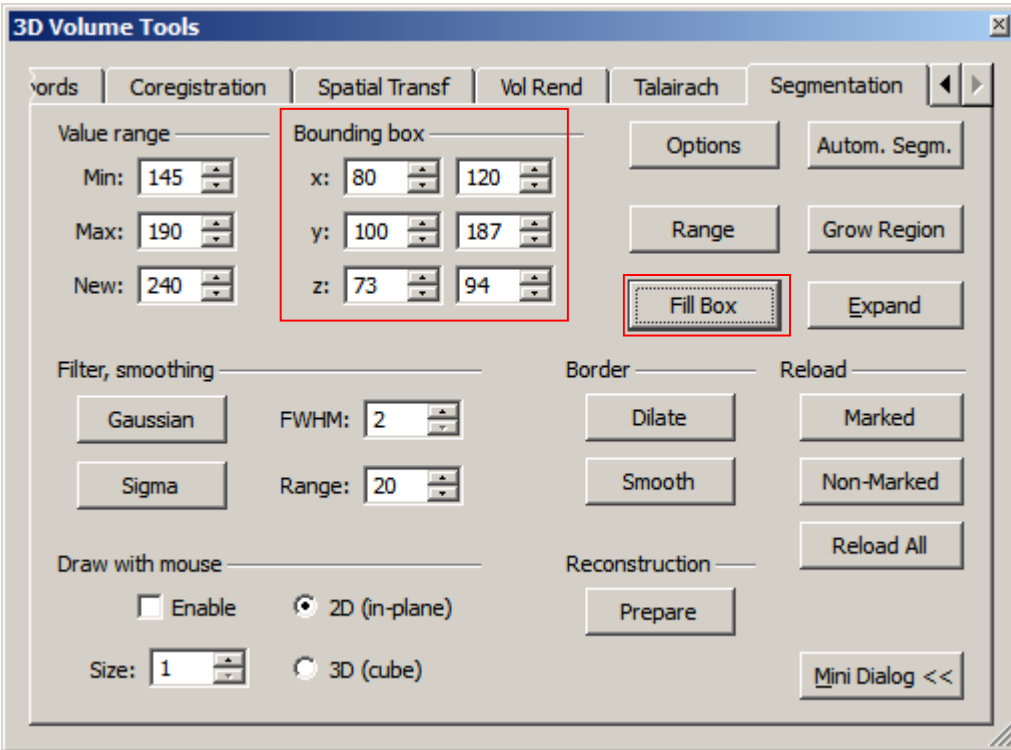 3D Volume Tools
ords Coregistration Spatial Transf Vol Rend Talairach Segmentation
Value range Bounding box Options Autom. Segm.
Min: 145 x: 80 120
Max: 190 y: 100 187 Range Grow Region
New: 240 z: 73 94 Fill Box Expand
Filter, smoothing Border Reload
Gaussian FWHM: 2 Dilate Marked
Sigma Range: 20 Smooth Non-Marked
Reload All
Draw with mouse Reconstruction
Enable 2D (in-plane) Prepare
Size: 1 3D (cube) Mini Dialog <<